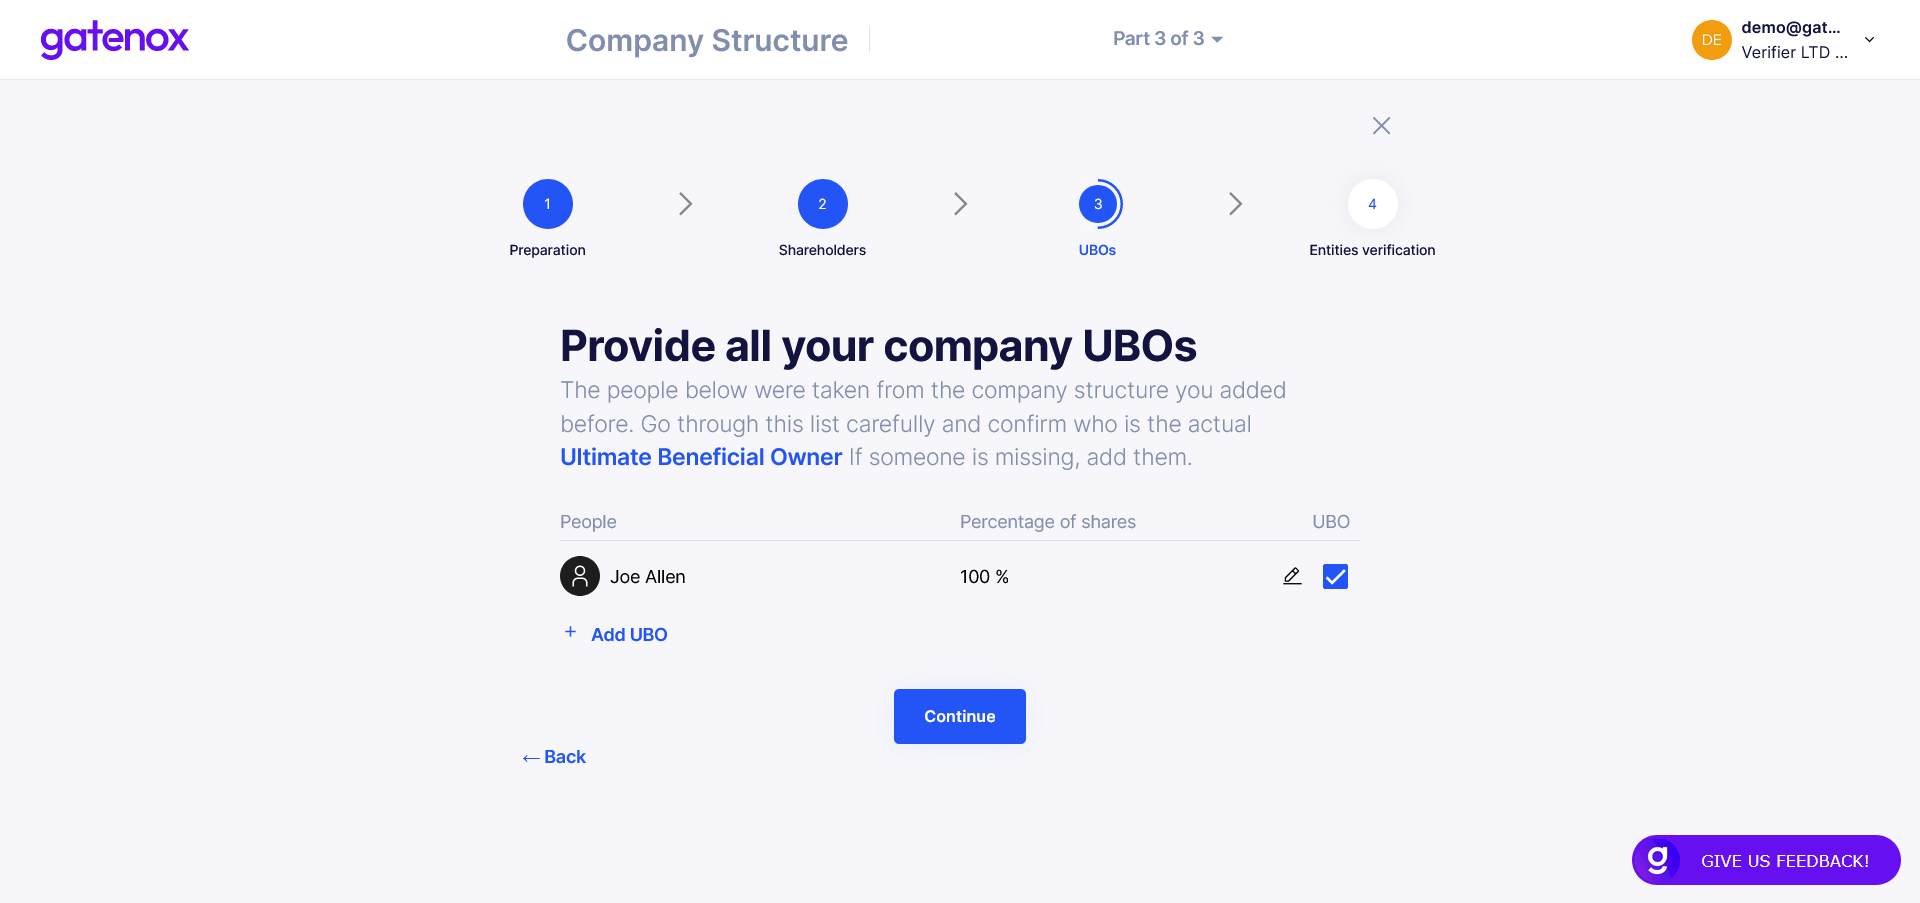 gatenox
Company Structure
Part 3 of 3
DE
demo@gat...
Verifier LTD ...
1
2
3
4
Preparation
Shareholders
UBOs
Entities verification
Provide all your company UBOs
The people below were taken from the company structure you added
before. Go through this list carefully and confirm who is the actual
Ultimate Beneficial Owner If someone is missing, add them.
People
Percentage of shares
UBO
Joe Allen
100 %
+ Add UBO
Continue
← Back
g GIVE US FEEDBACK!